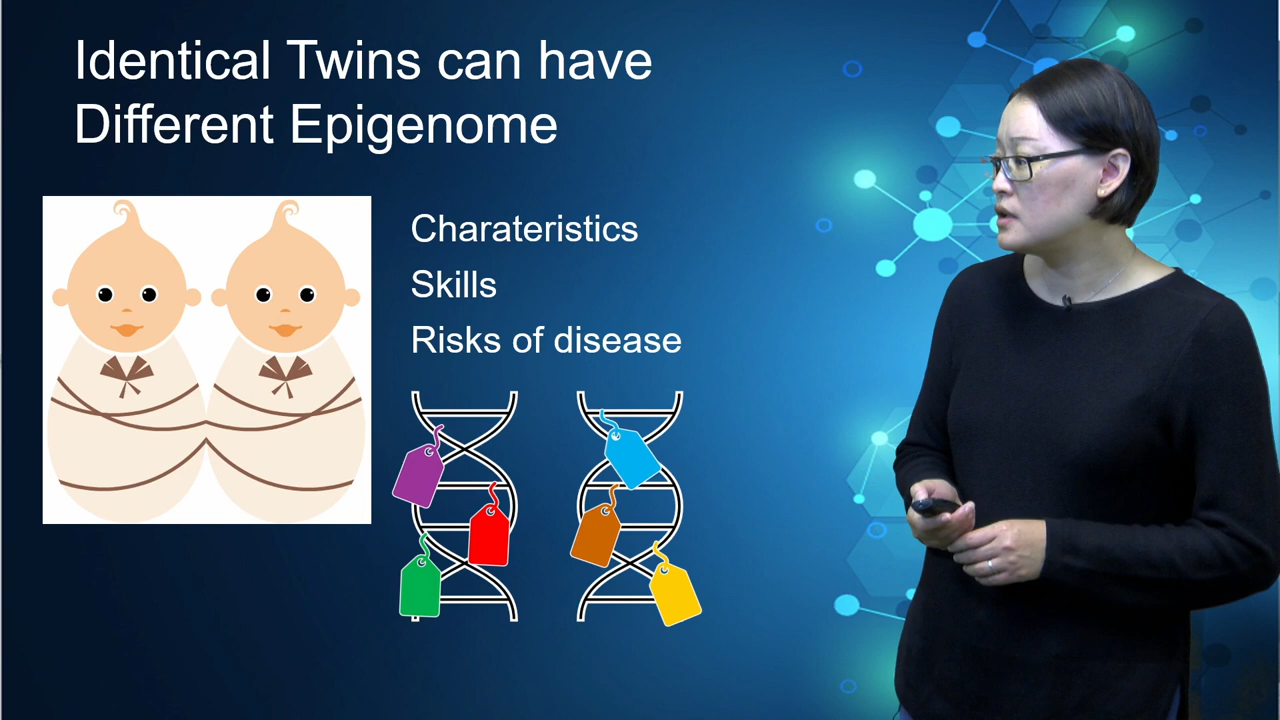 Identical Twins can have
Different Epigenome
Charateristics
Skills
Risks of disease